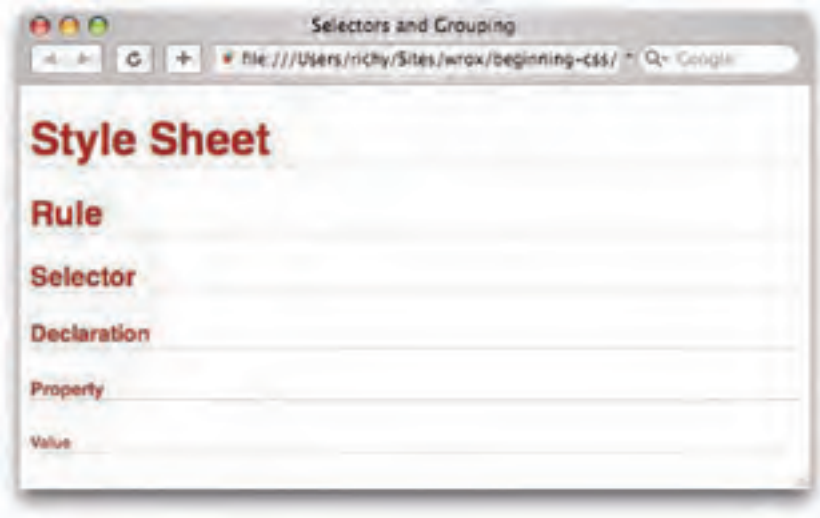 Selectors and Grouping
file:///Users/richy/Sites/wrox/beginning-css/ Google
Style Sheet
Rule
Selector
Declaration
Property
Value